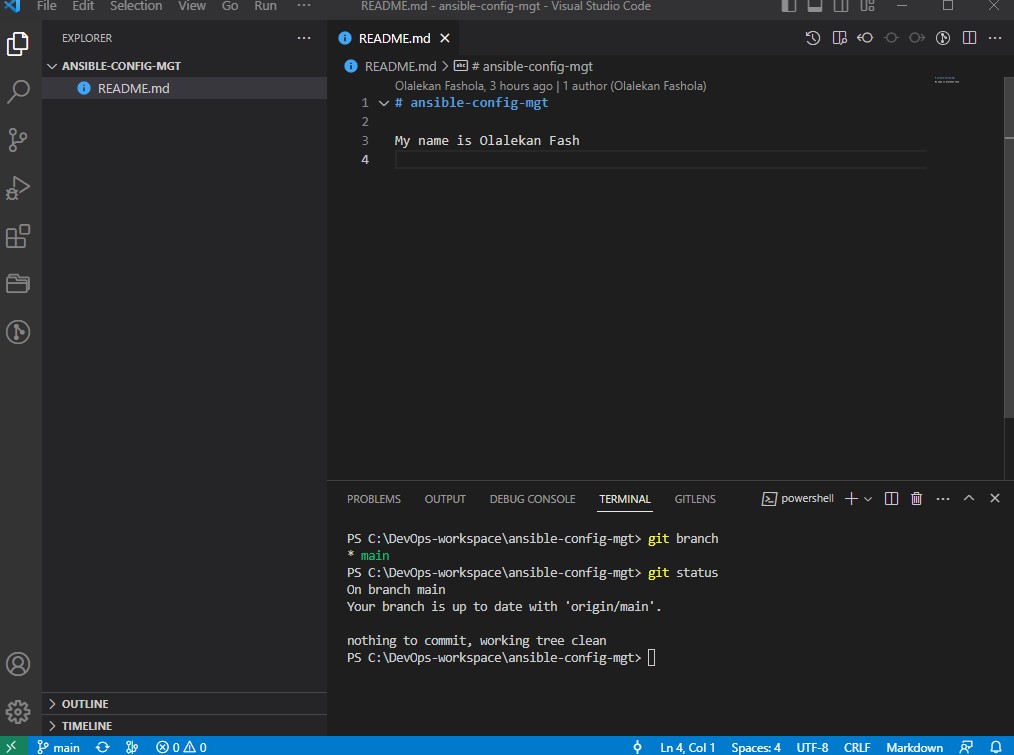 File Edit Selection View Go Run ··· README.md - ansible-config-mgt - Visual Studio Code
EXPLORER ···
ANSIBLE-CONFIG-MGT
README.md
README.md
README.md > # ansible-config-mgt
Olalekan Fashola, 3 hours ago | 1 author (Olalekan Fashola)
1 # ansible-config-mgt
2
3 My name is Olalekan Fash
4
PROBLEMS OUTPUT DEBUG CONSOLE TERMINAL GITLENS powershell
PS C:\DevOps-workspace\ansible-config-mgt> git branch
* main
PS C:\DevOps-workspace\ansible-config-mgt> git status
On branch main
Your branch is up to date with 'origin/main'.
nothing to commit, working tree clean
PS C:\DevOps-workspace\ansible-config-mgt>
OUTLINE
TIMELINE
main 0 0 Ln 4, Col 1 Spaces: 4 UTF-8 CRLF Markdown